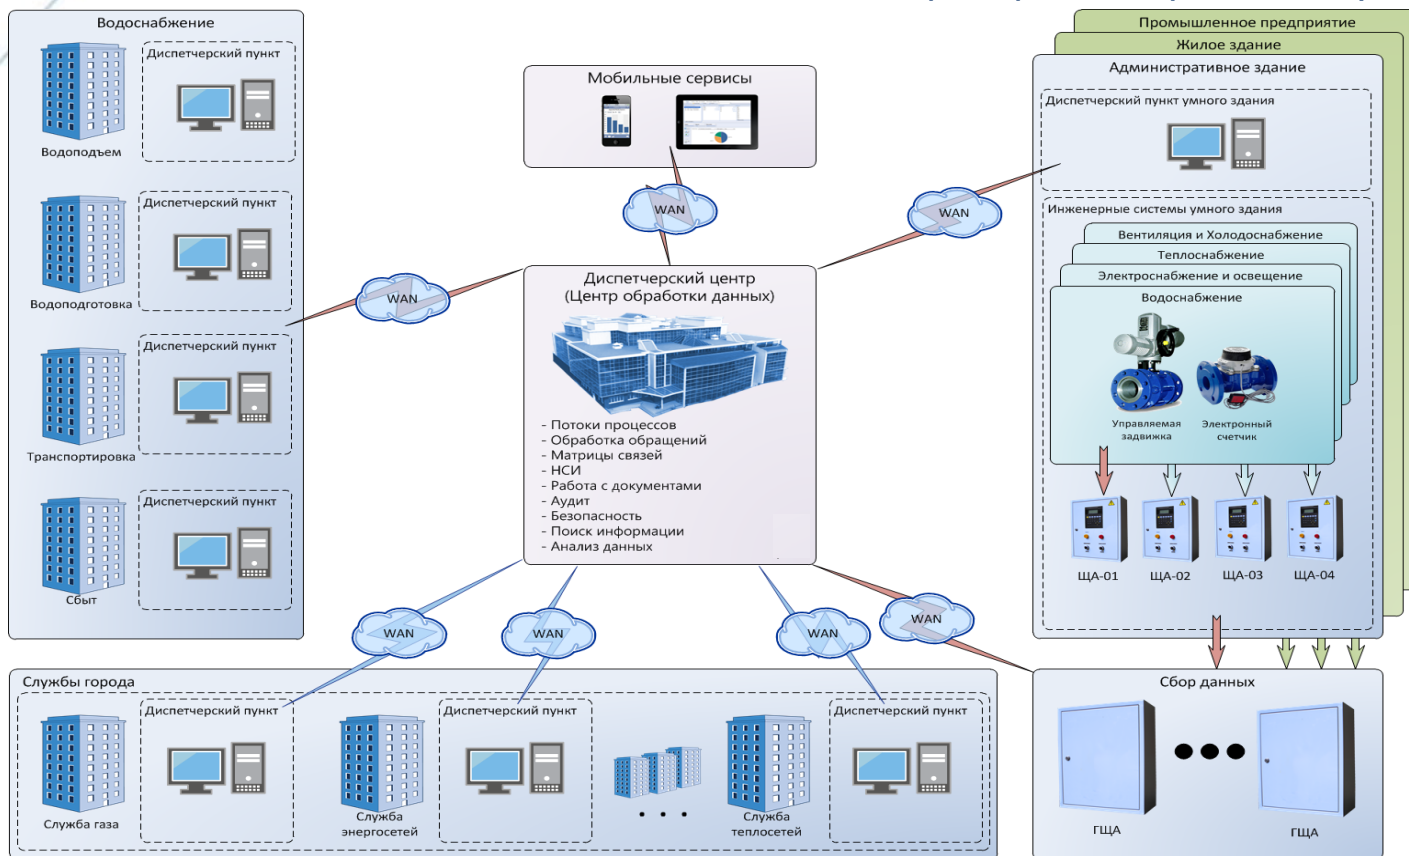 Водоснабжение
Диспетчерский пункт
Водоподъем
Диспетчерский пункт
Водоподготовка
Диспетчерский пункт
Транспортировка
Диспетчерский пункт
Сбыт
Мобильные сервисы
WAN
WAN
WAN
Диспетчерский центр
(Центр обработки данных)
- Потоки процессов
- Обработка обращений
- Матрицы связей
- НСИ
- Работа с документами
- Аудит
- Безопасность
- Поиск информации
- Анализ данных
Промышленное предприятие
Жилое здание
Административное здание
Диспетчерский пункт умного здания
Инженерные системы умного здания
Вентиляция и Холодоснабжение
Теплоснабжение
Электроснабжение и освещение
Водоснабжение
Управляемая
задвижка
Электронный
счетчик
ЩА-01
ЩА-02
ЩА-03
ЩА-04
WAN
WAN
WAN
WAN
Службы города
Диспетчерский пункт
Служба газа
Диспетчерский пункт
Служба
энергосетей
Диспетчерский пункт
Служба
теплосетей
Сбор данных
ГЩА
ГЩА